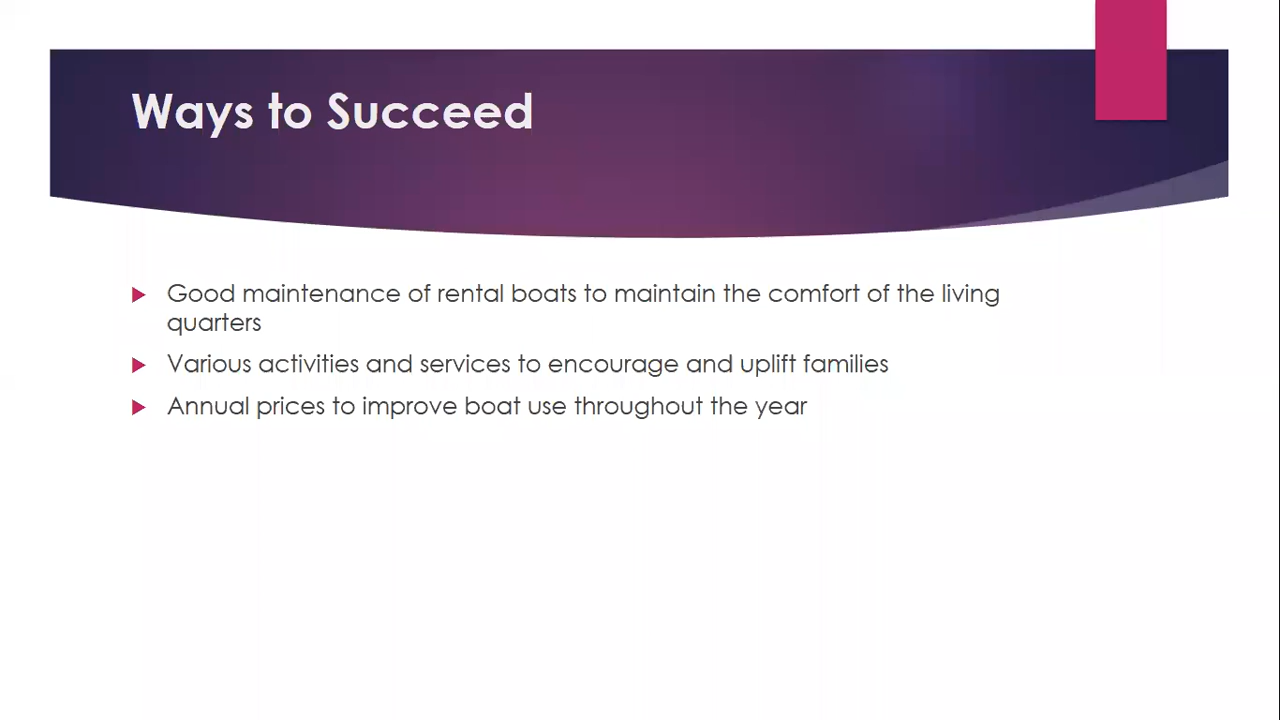 Ways to Succeed
Good maintenance of rental boats to maintain the comfort of the living
quarters
Various activities and services to encourage and uplift families
Annual prices to improve boat use throughout the year